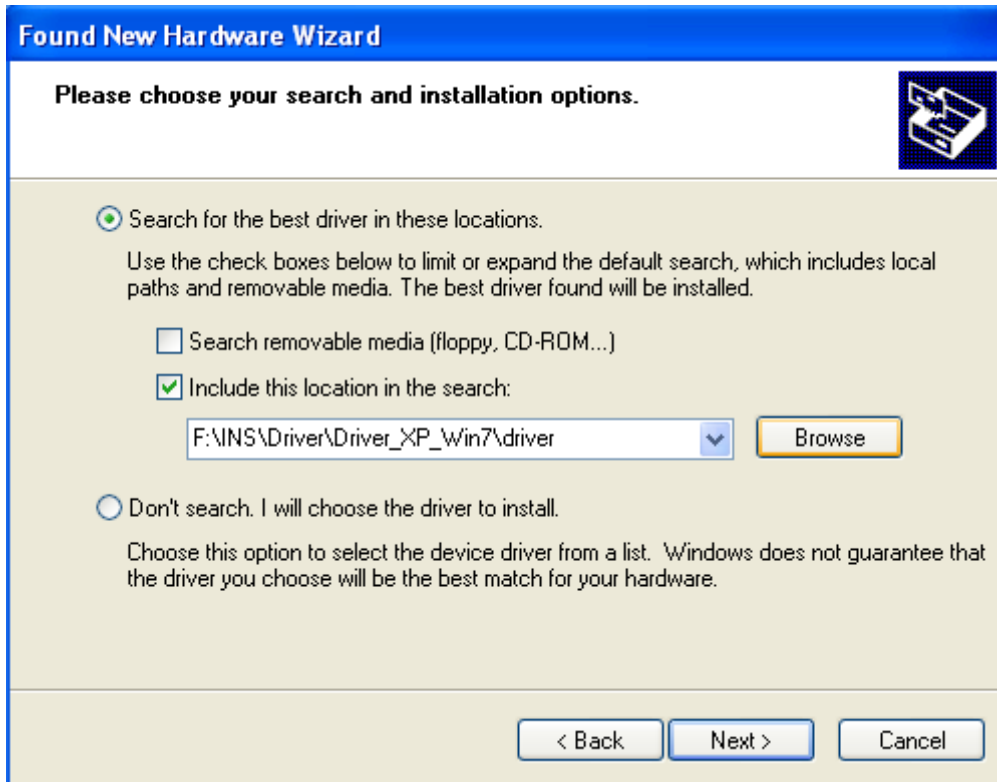 Found New Hardware Wizard
Please choose your search and installation options.
Search for the best driver in these locations.
Use the check boxes below to limit or expand the default search, which includes local
paths and removable media. The best driver found will be installed.
Search removable media (floppy, CD-ROM...)
Include this location in the search:
F:\INS\Driver\Driver_XP_Win7\driver
Browse
Don't search. I will choose the driver to install.
Choose this option to select the device driver from a list. Windows does not guarantee that
the driver you choose will be the best match for your hardware.
< Back Next > Cancel